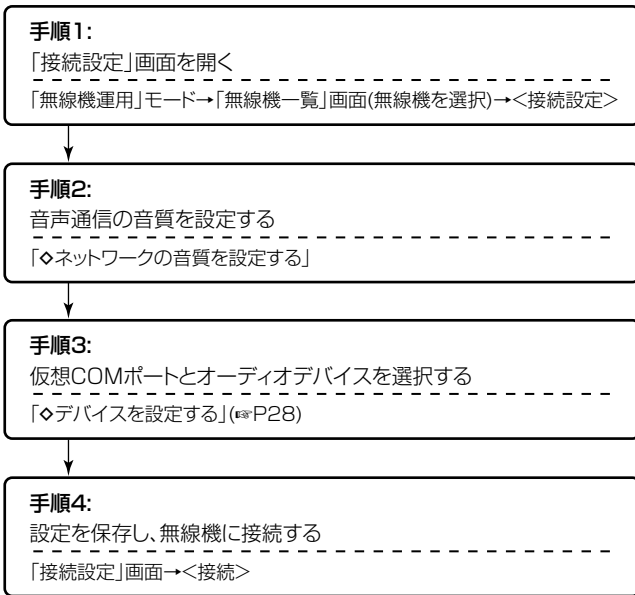 手順1:
「接続設定」画面を開く
「無線機運用」モード→「無線機一覧」画面(無線機を選択)→<接続設定>
手順2:
音声通信の音質を設定する
「◇ネットワークの音質を設定する」
手順3:
仮想COMポートとオーディオデバイスを選択する
「◇デバイスを設定する」(☞P28)
手順4:
設定を保存し、無線機に接続する
「接続設定」画面→<接続>